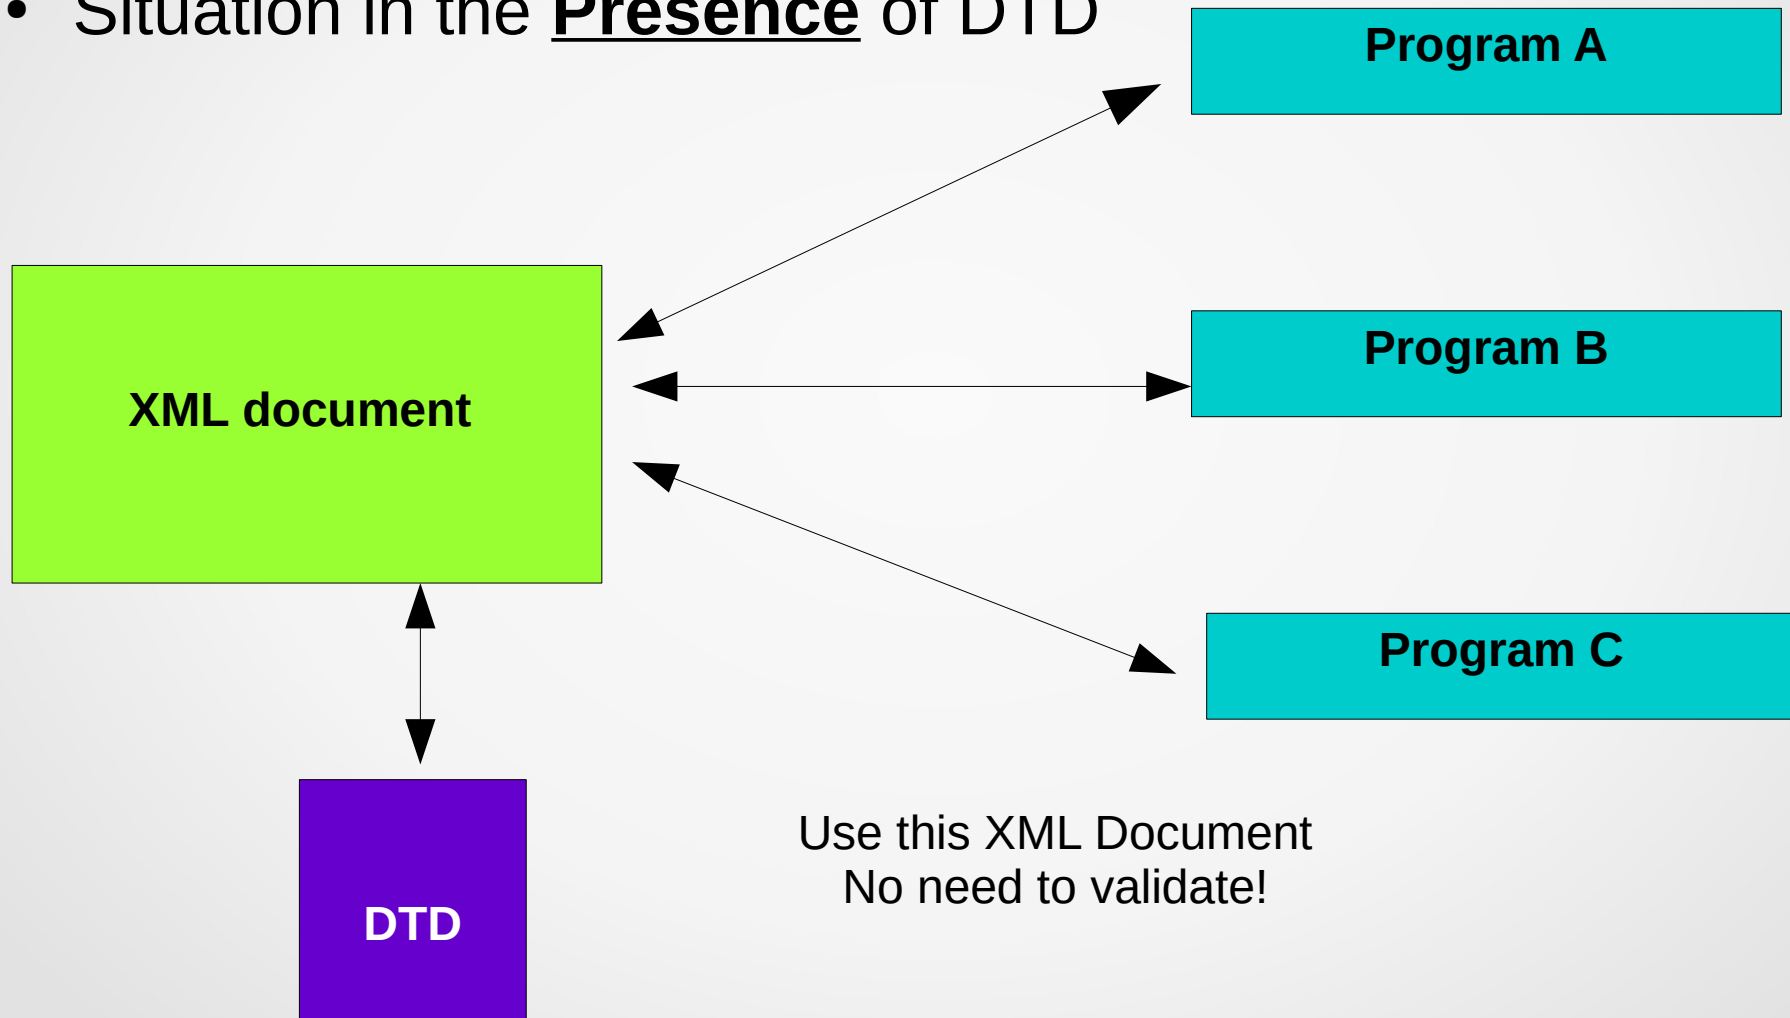 • Situation in the Presence of DTD
Program A
Program B
XML document
Program C
Use this XML Document
No need to validate!
DTD